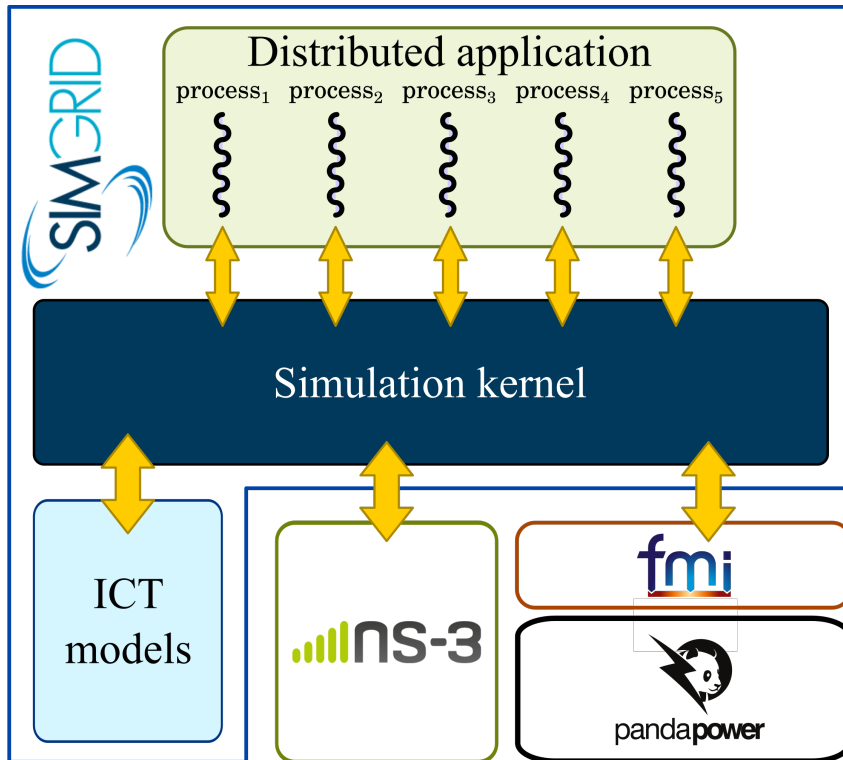 SIMGRID
Distributed application
process₁ process₂ process₃ process₄ process₅
Simulation kernel
ICT
models
ns-3
fmi
pandapower